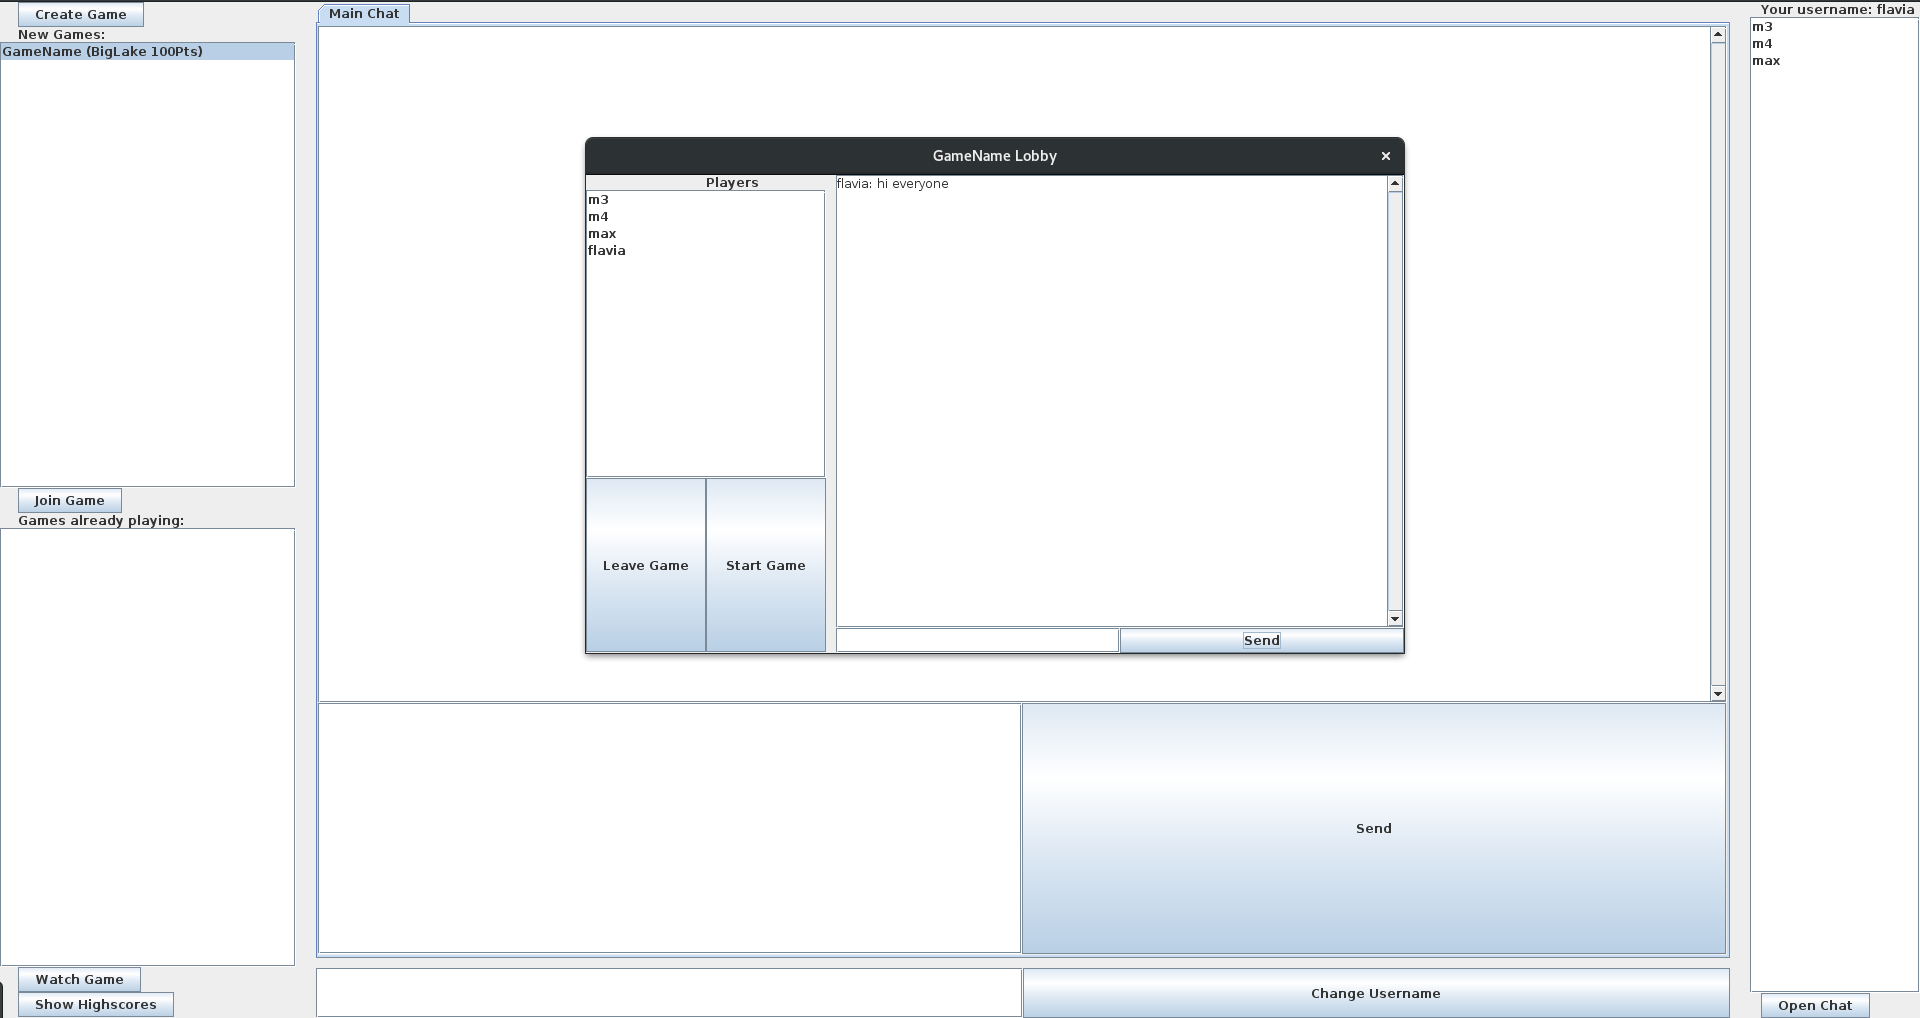 Create Game
New Games:
GameName (BigLake 100Pts)
Join Game
Games already playing:
Watch Game
Show Highscores
Main Chat
GameName Lobby
Players
m3
m4
max
flavia
Leave Game
Start Game
flavia: hi everyone
Send
Send
Change Username
Your username: flavia
m3
m4
max
Open Chat